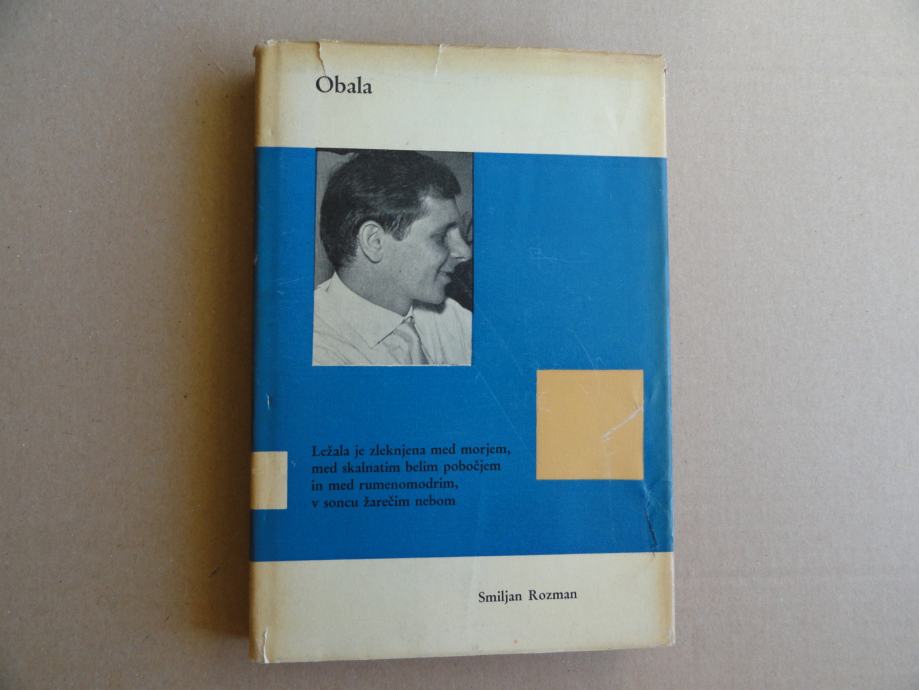 Obala
Ležala je zleknjena med morjem,
med skalnatim belim pobočjem
in med rumenomodrim,
v soncu žarečim nebom
Smiljan Rozman